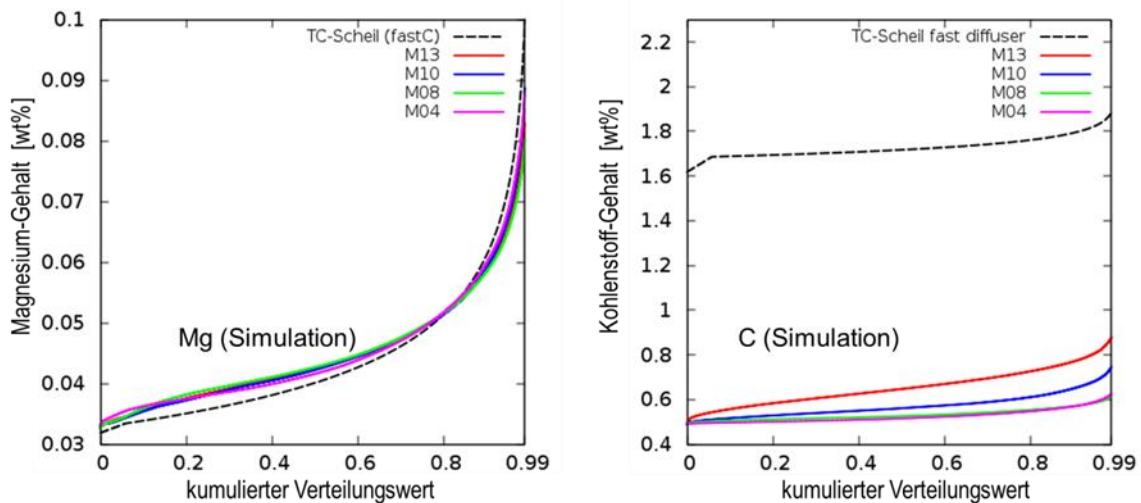 0.1
0.09
0.08
0.07
0.06
0.05
0.04
0.03
Magnesium-Gehalt [wt%]
TC-Scheil (fastC)
M13
M10
M08
M04
Mg (Simulation)
0 0.2 0.4 0.6 0.8 0.99
kumulierter Verteilungswert
2.2
2
1.8
1.6
1.4
1.2
1
0.8
0.6
0.4
Kohlenstoff-Gehalt [wt%]
TC-Scheil fast diffuser
M13
M10
M08
M04
C (Simulation)
0 0.2 0.4 0.6 0.8 0.99
kumulierter Verteilungswert